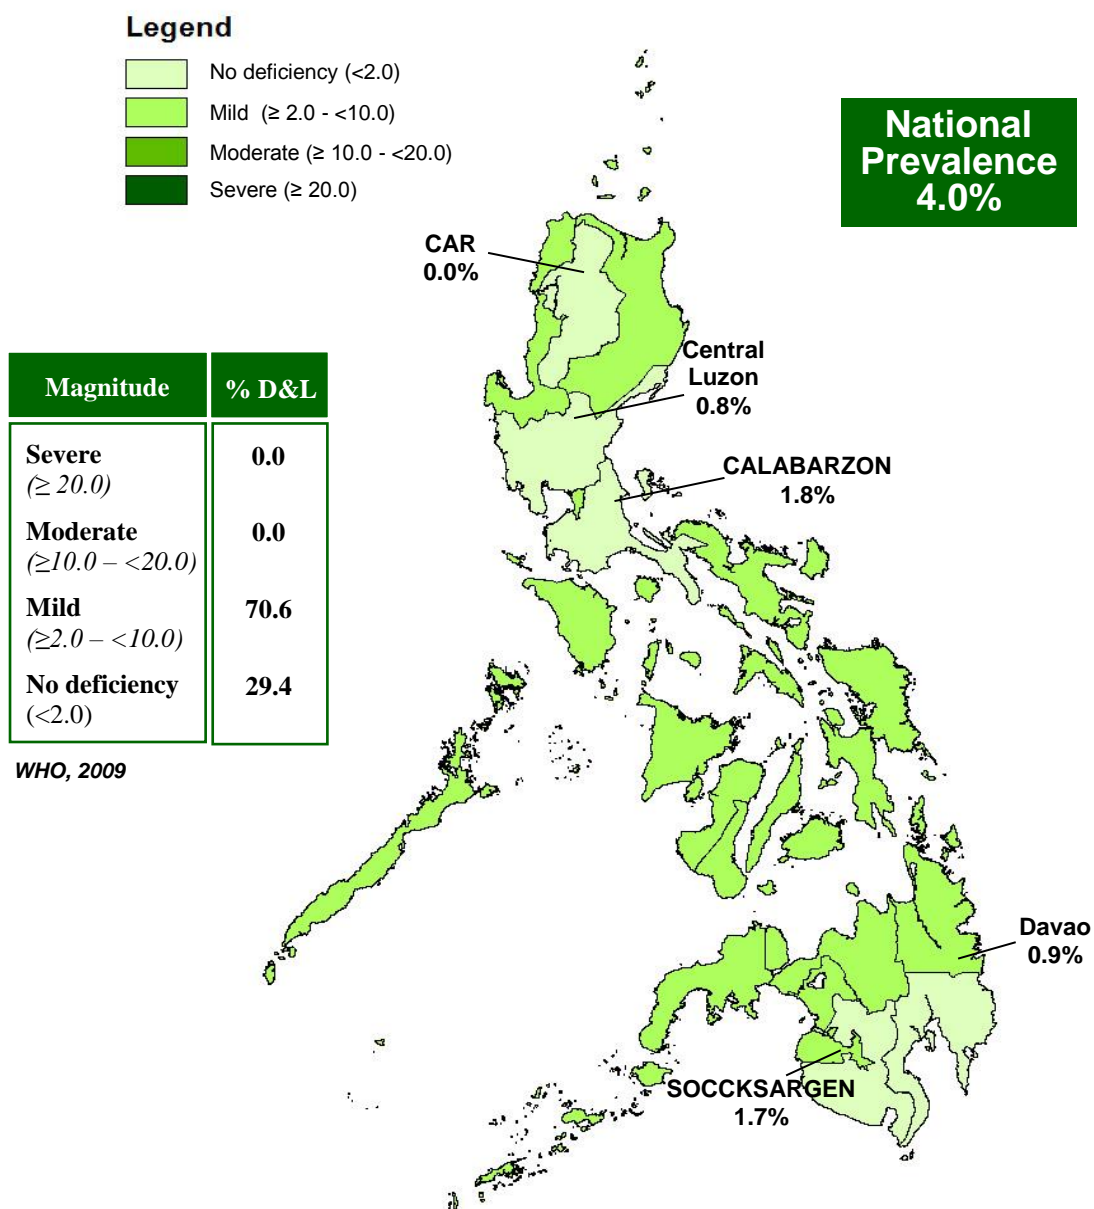 Legend
No deficiency (<2.0)
Mild (≥ 2.0 - <10.0)
Moderate (≥ 10.0 - <20.0)
Severe (≥ 20.0)
National
Prevalence
4.0%
CAR
0.0%
Central
Luzon
0.8%
CALABARZON
1.8%
Magnitude % D&L
Severe 0.0
(≥ 20.0)
Moderate 0.0
(≥10.0 – <20.0)
Mild 70.6
(≥2.0 – <10.0)
No deficiency 29.4
(<2.0)
WHO, 2009
Davao
0.9%
SOCCKSARGEN
1.7%